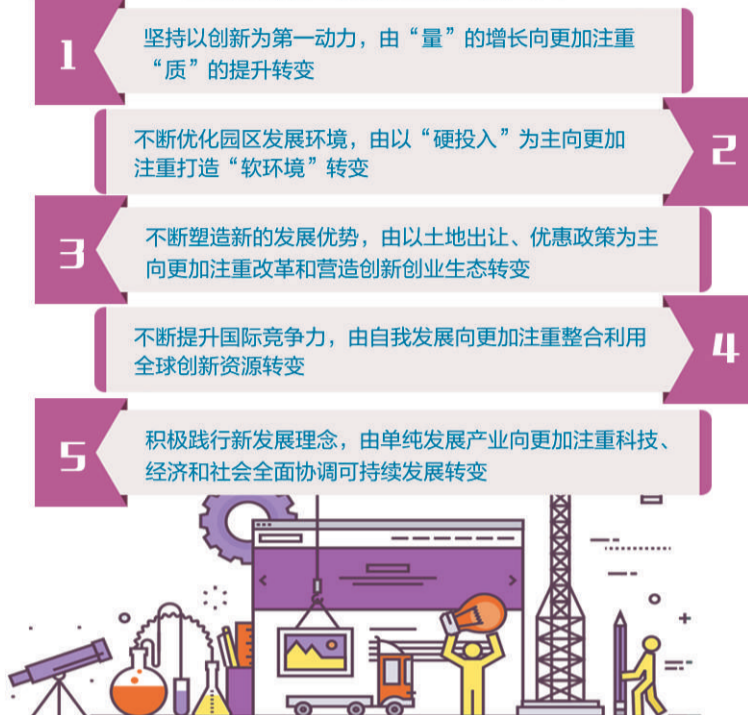 1
坚持以创新为第一动力，由“量”的增长向更加注重
“质”的提升转变
不断优化园区发展环境，由以“硬投入”为主向更加
注重打造“软环境”转变
2
3
不断塑造新的发展优势，由以土地出让、优惠政策为主
向更加注重改革和营造创新创业生态转变
不断提升国际竞争力，由自我发展向更加注重整合利用
全球创新资源转变
4
5
积极践行新发展理念，由单纯发展产业向更加注重科技、
经济和社会全面协调可持续发展转变